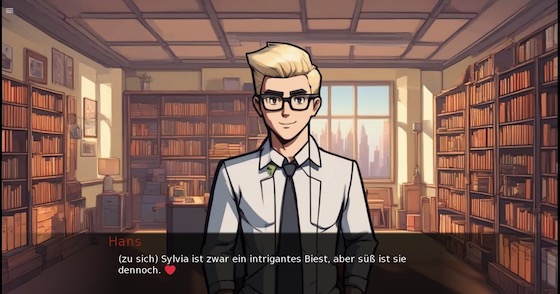 Hans
(zu sich) Sylvia ist zwar ein intrigantes Biest, aber süß ist sie
dennoch. ❤